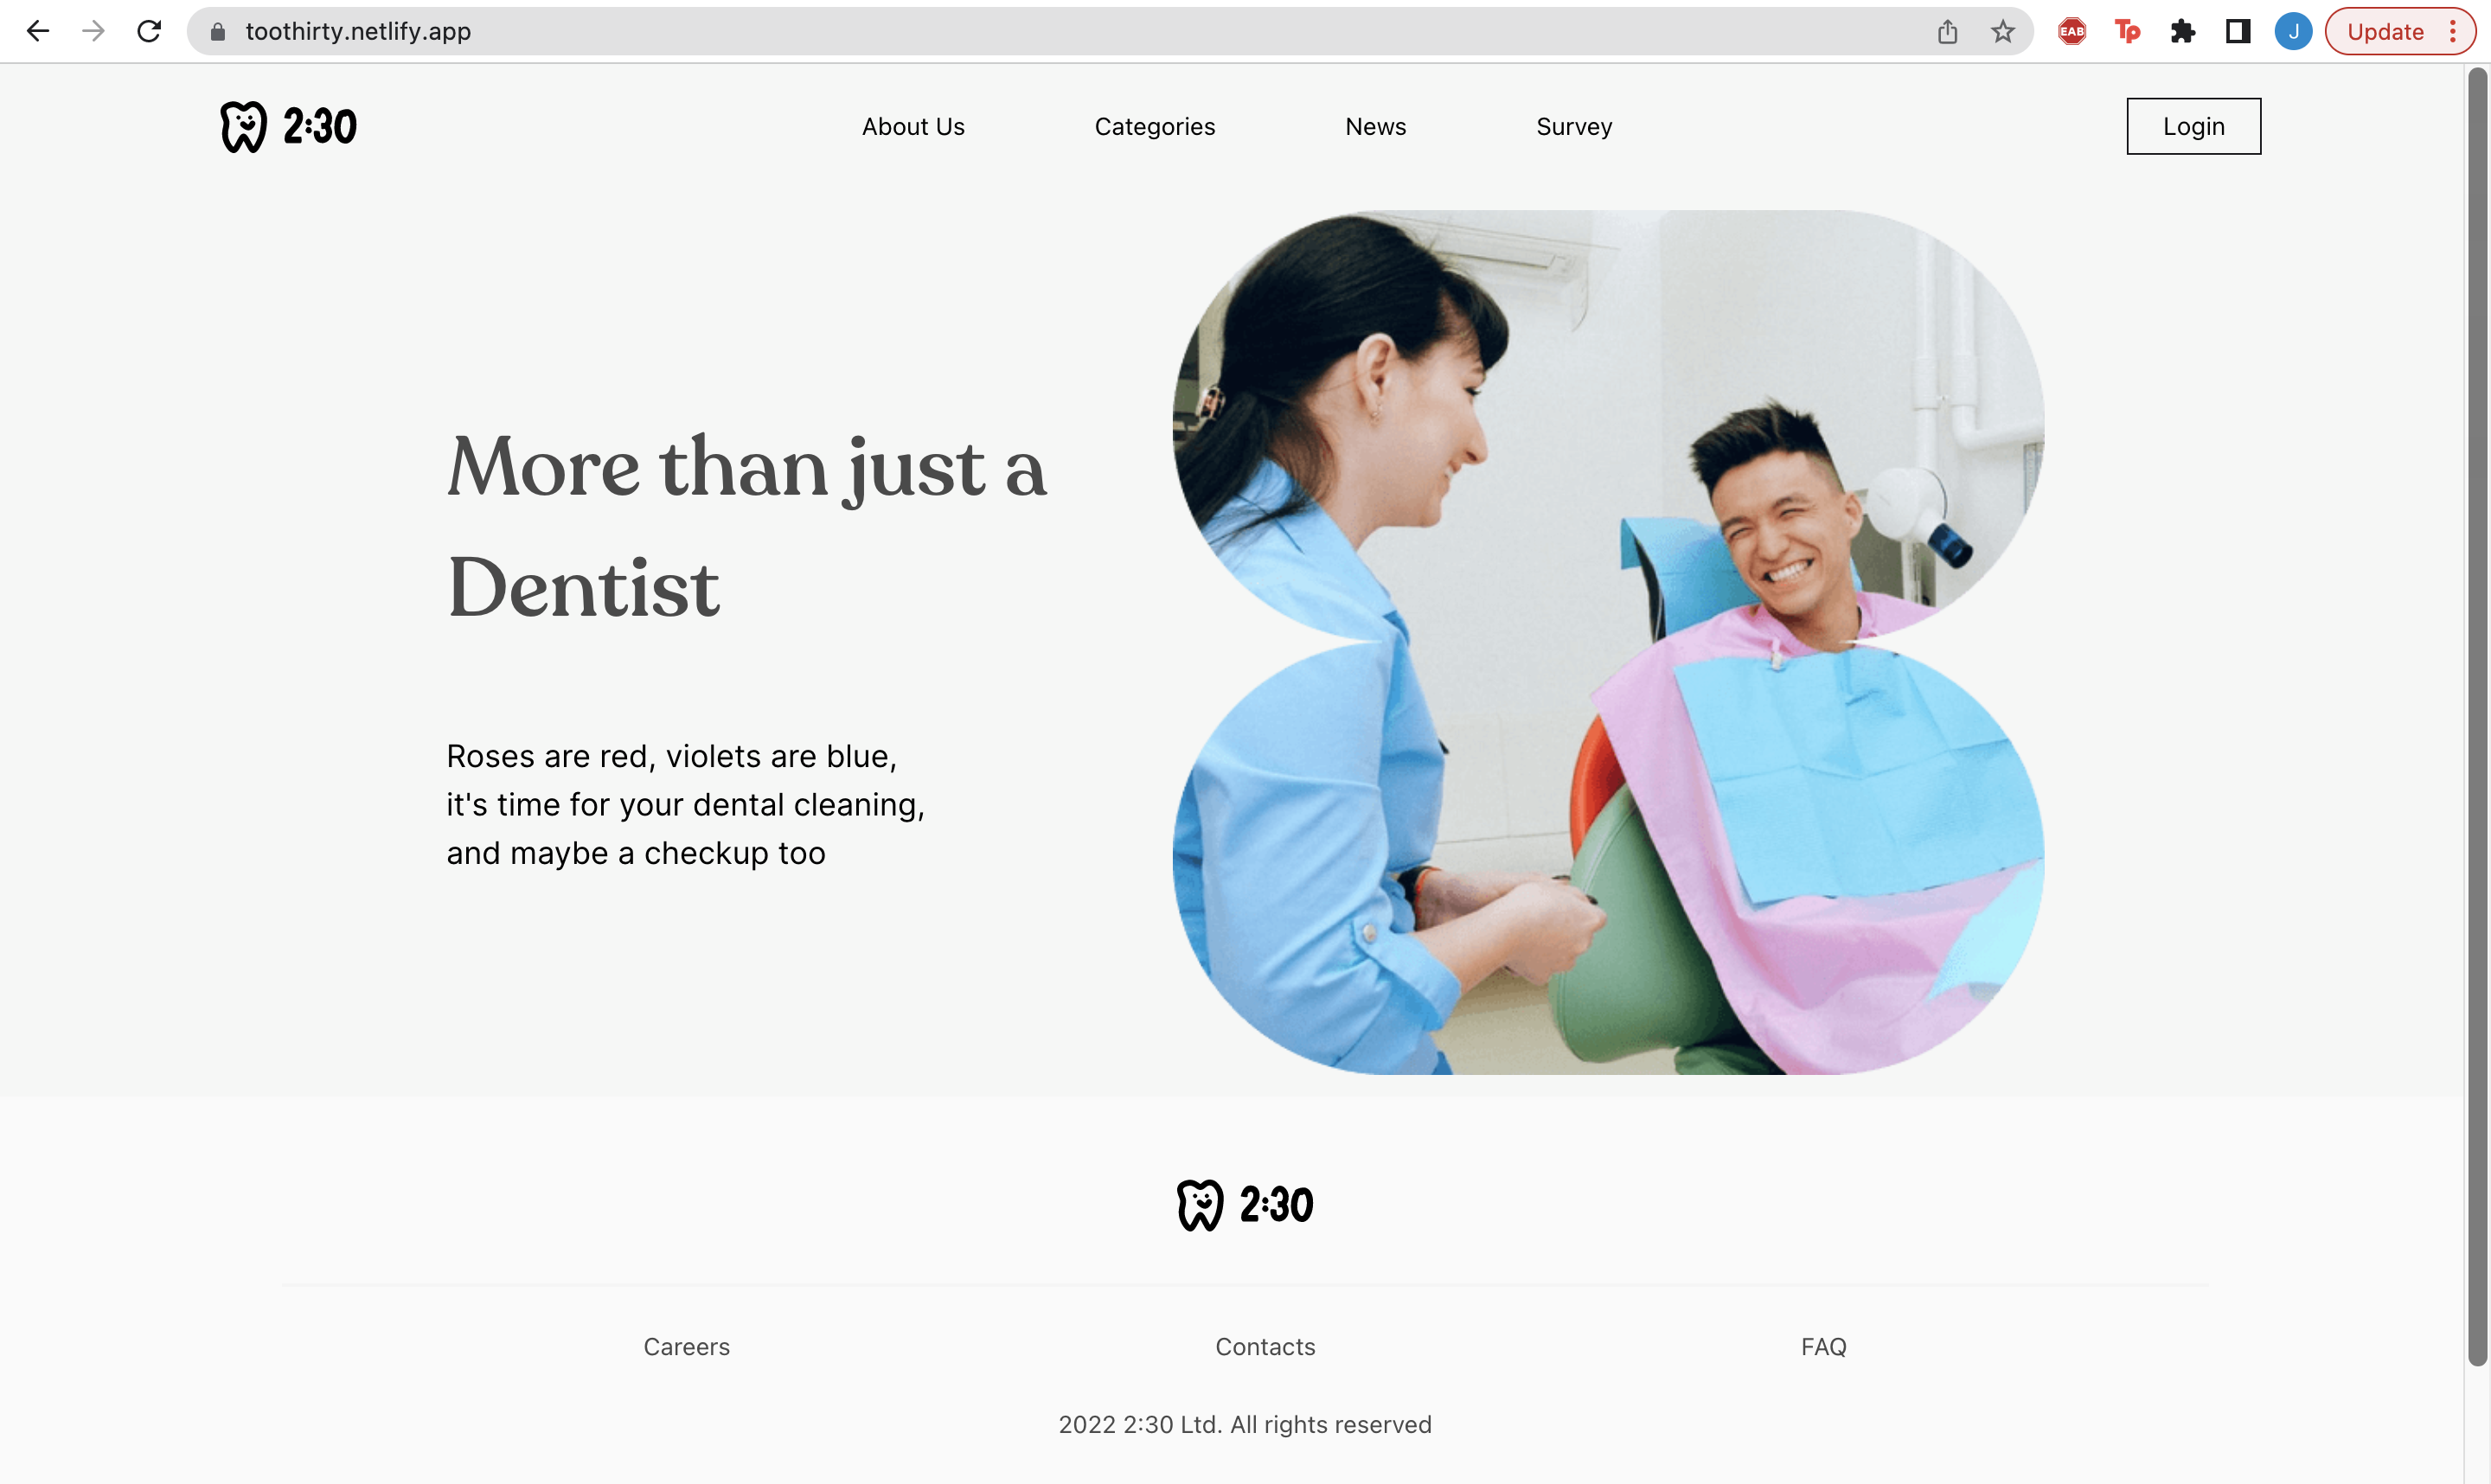 toothirty.netlify.app
EAB
Tp
J
Update
2:30
About Us
Categories
News
Survey
Login
More than just a
Dentist
Roses are red, violets are blue,
it's time for your dental cleaning,
and maybe a checkup too
2:30
Careers
Contacts
FAQ
2022 2:30 Ltd. All rights reserved